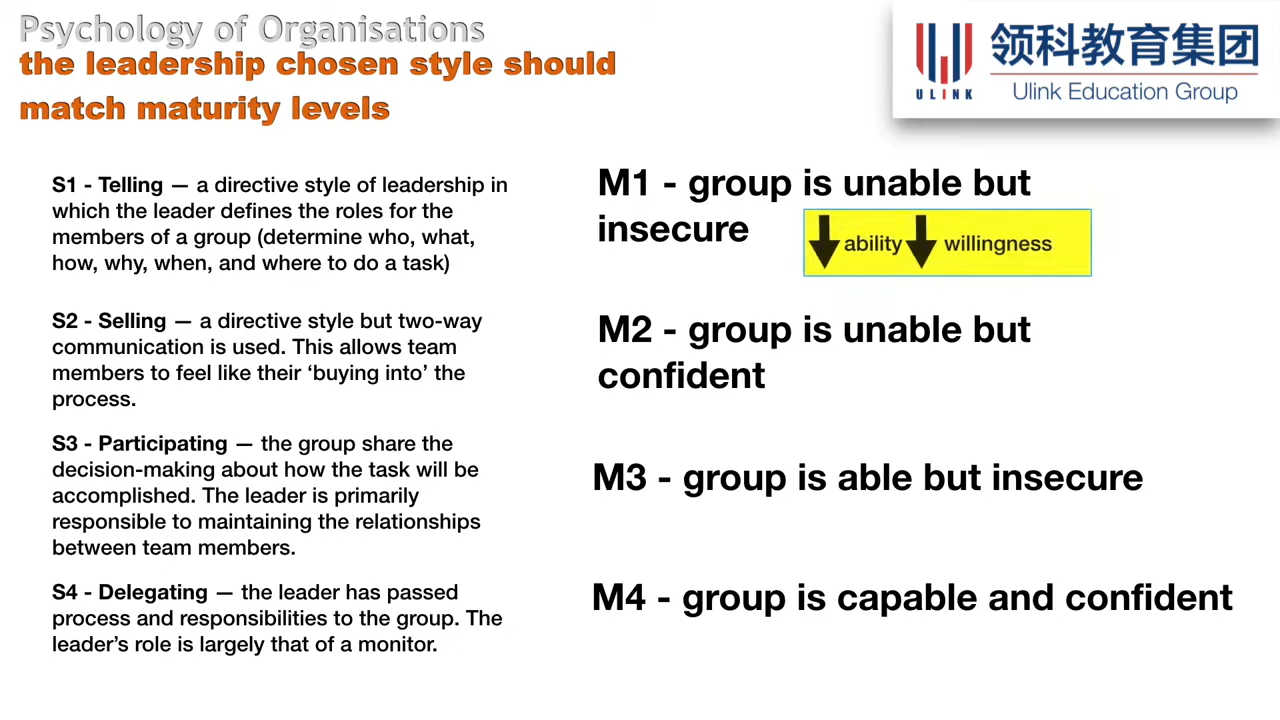 Psychology of Organisations
the leadership chosen style should
match maturity levels
ULINK
领科教育集团
Ulink Education Group
S1 - Telling — a directive style of leadership in
which the leader defines the roles for the
members of a group (determine who, what,
how, why, when, and where to do a task)
S2 - Selling — a directive style but two-way
communication is used. This allows team
members to feel like their ‘buying into’ the
process.
S3 - Participating — the group share the
decision-making about how the task will be
accomplished. The leader is primarily
responsible to maintaining the relationships
between team members.
S4 - Delegating — the leader has passed
process and responsibilities to the group. The
leader’s role is largely that of a monitor.
M1 - group is unable but
insecure
ability willingness
M2 - group is unable but
confident
M3 - group is able but insecure
M4 - group is capable and confident